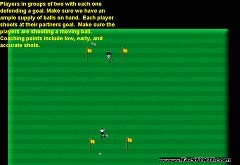 Players in groups of two with each one
defending a goal. Make sure we have an
ample supply of balls on hand.  Each player
shoots at their partners goal.  Make sure the
players are shooting a moving ball.
Coaching points include low, early, and
accurate shots.